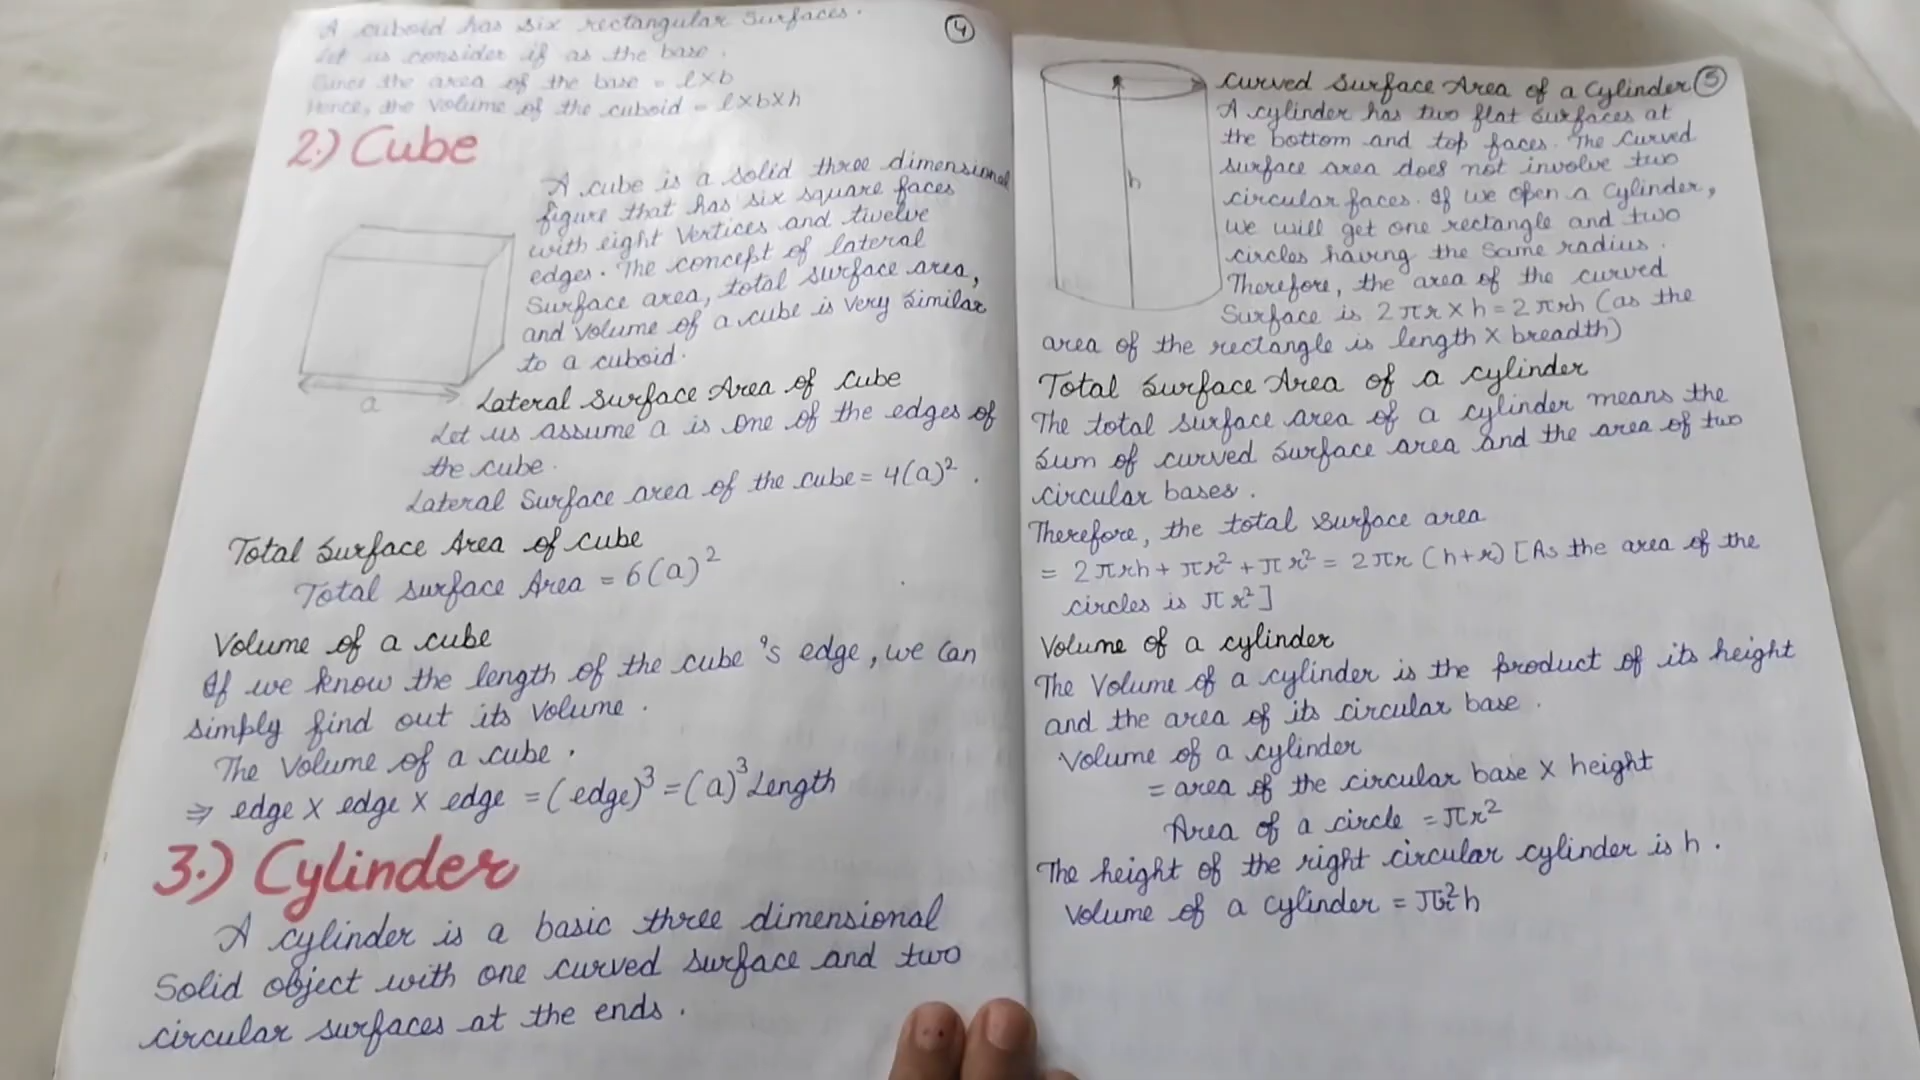 4
A cuboid has six rectangular surfaces.
Let us consider if as the base.
Since the area of the base = l×b
Hence, the Volume of the cuboid = l×b×h
2.) Cube
A cube is a solid three dimensional
figure that has six square faces
with eight Vertices and twelve
edges. The concept of lateral
Surface area, total surface area,
and Volume of a cube is very similar
to a cuboid.
a
Lateral Surface Area of Cube
Let us assume a is one of the edges of
the cube.
Lateral Surface area of the cube = 4(a)².
Total Surface Area of cube
Total surface Area = 6(a)²
Volume of a cube
If we know the length of the cube's edge, we can
simply find out its Volume.
The Volume of a cube.
⇒ edge × edge × edge = (edge)³ = (a)³ Length
3.) Cylinder
A cylinder is a basic three dimensional
Solid object with one curved surface and two
circular surfaces at the ends.
h
Curved Surface Area of a Cylinder 5
A cylinder has two flat surfaces at
the bottom and top faces. The Curved
surface area does not involve two
circular faces. If we open a Cylinder,
we will get one rectangle and two
circles having the same radius.
Therefore, the area of the curved
Surface is 2πr × h = 2πrh (as the
area of the rectangle is length × breadth)
Total Surface Area of a cylinder
The total surface area of a cylinder means the
sum of curved surface area and the area of two
circular bases.
Therefore, the total surface area
= 2πrh + πr² + πr² = 2πr (h+r) [As the area of the
circles is πr²]
Volume of a cylinder
The Volume of a cylinder is the product of its height
and the area of its circular base.
Volume of a cylinder
= area of the circular base × height
Area of a circle = πr²
The height of the right circular cylinder is h.
Volume of a cylinder = πr²h